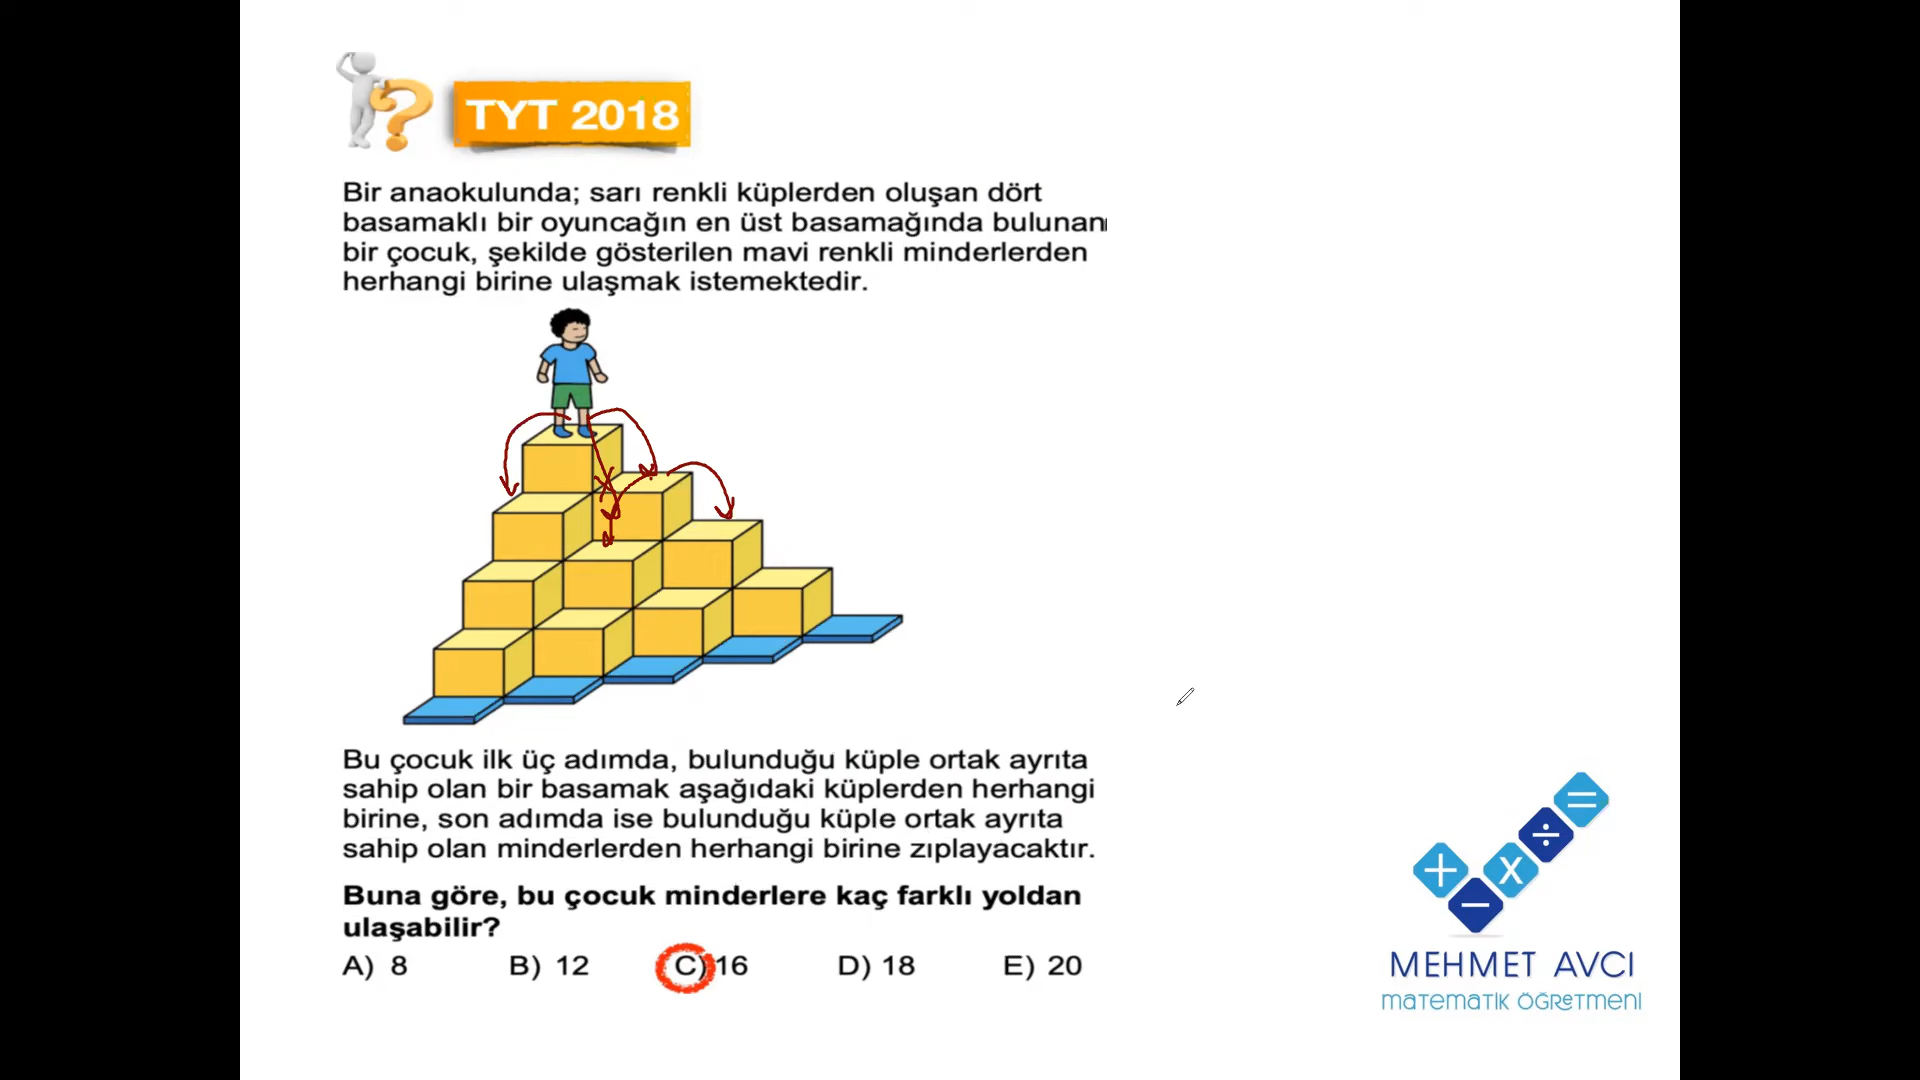 TYT 2018
Bir anaokulunda; sarı renkli küplerden oluşan dört
basamaklı bir oyuncağın en üst basamağında bulunan
bir çocuk, şekilde gösterilen mavi renkli minderlerden
herhangi birine ulaşmak istemektedir.
Bu çocuk ilk üç adımda, bulunduğu küple ortak ayrıta
sahip olan bir basamak aşağıdaki küplerden herhangi
birine, son adımda ise bulunduğu küple ortak ayrıta
sahip olan minderlerden herhangi birine zıplayacaktır.
Buna göre, bu çocuk minderlere kaç farklı yoldan
ulaşabilir?
A) 8 B) 12 C) 16 D) 18 E) 20
+ − x ÷ =
MEHMET AVCI
MATEMATİK ÖĞRETMENİ